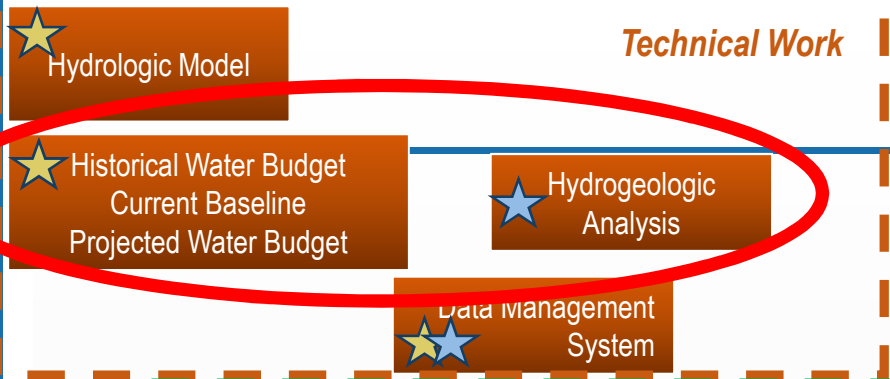 Technical Work
Hydrologic Model
Historical Water Budget
Current Baseline
Projected Water Budget
Hydrogeologic
Analysis
Data Management
System